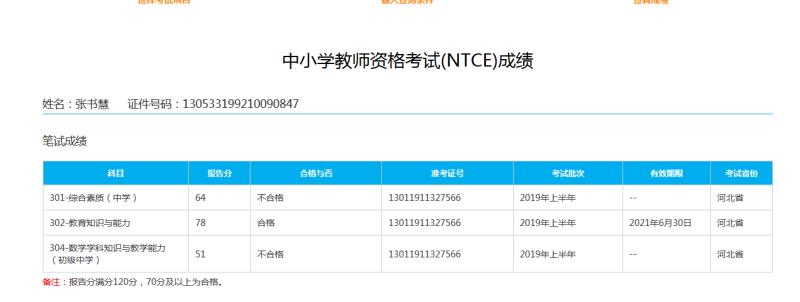 中小学教师资格考试(NTCE)成绩
姓名：张书慧 证件号码：130533199210090847
笔试成绩
科目 报告分 合格与否 准考证号 考试批次 有效期限 考试省份
301-综合素质（中学） 64 不合格 13011911327566 2019年上半年 -- 河北省
302-教育知识与能力 78 合格 13011911327566 2019年上半年 2021年6月30日 河北省
304-数学学科知识与教学能力
（初级中学） 51 不合格 13011911327566 2019年上半年 -- 河北省
备注：报告分满分120分，70分及以上为合格。